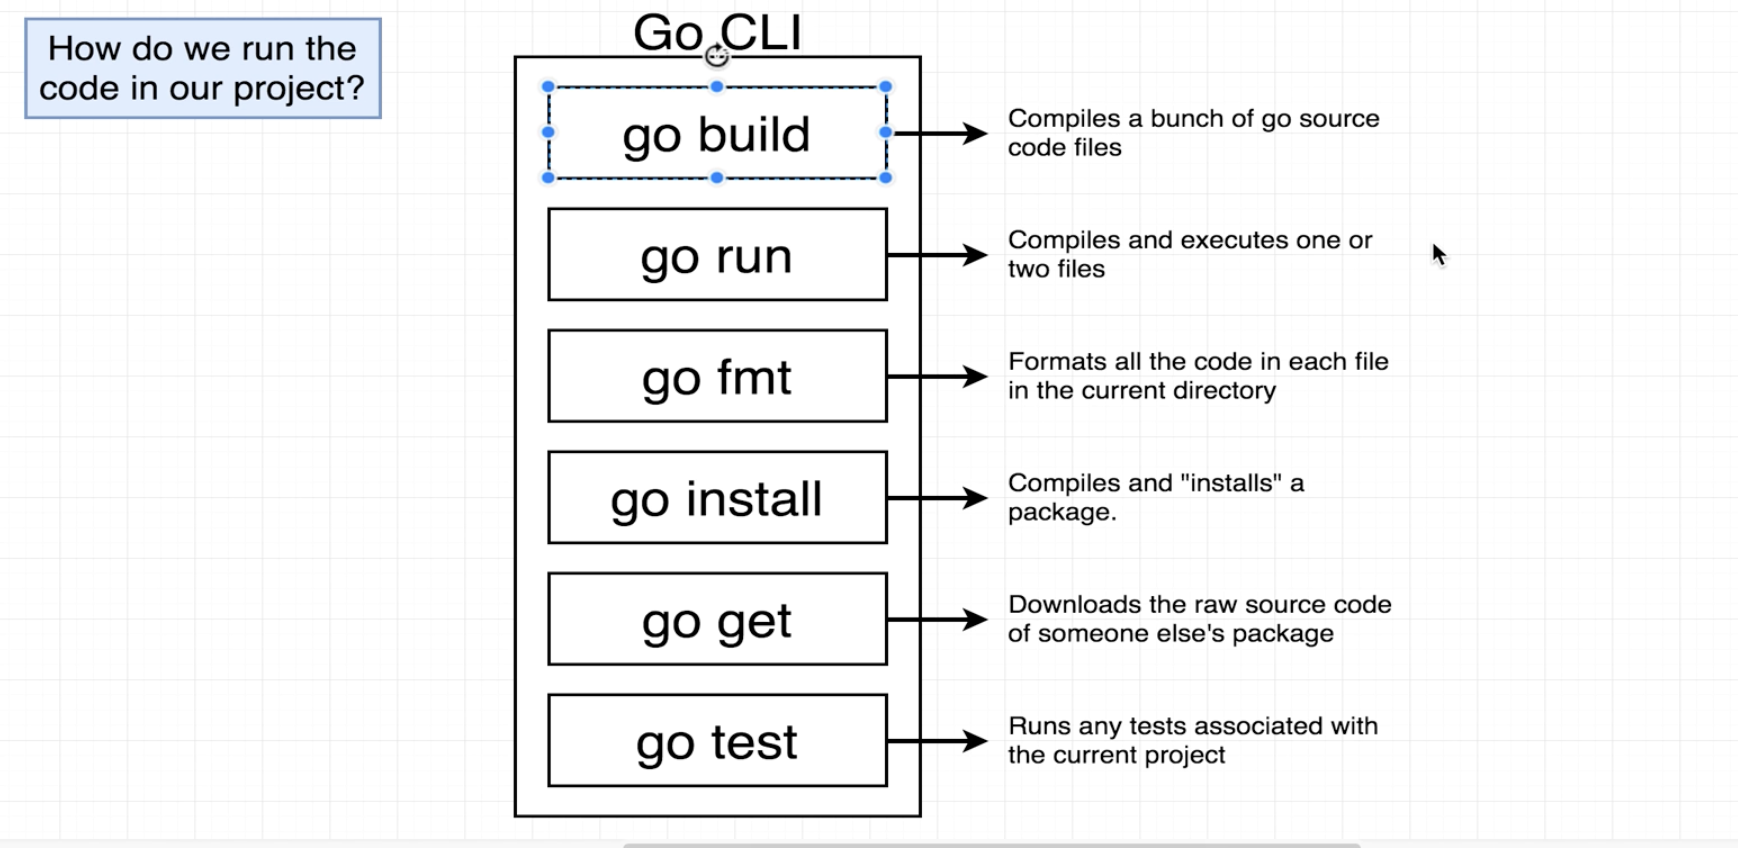 How do we run the
code in our project?
Go CLI
go build
Compiles a bunch of go source
code files
go run
Compiles and executes one or
two files
go fmt
Formats all the code in each file
in the current directory
go install
Compiles and "installs" a
package.
go get
Downloads the raw source code
of someone else's package
go test
Runs any tests associated with
the current project